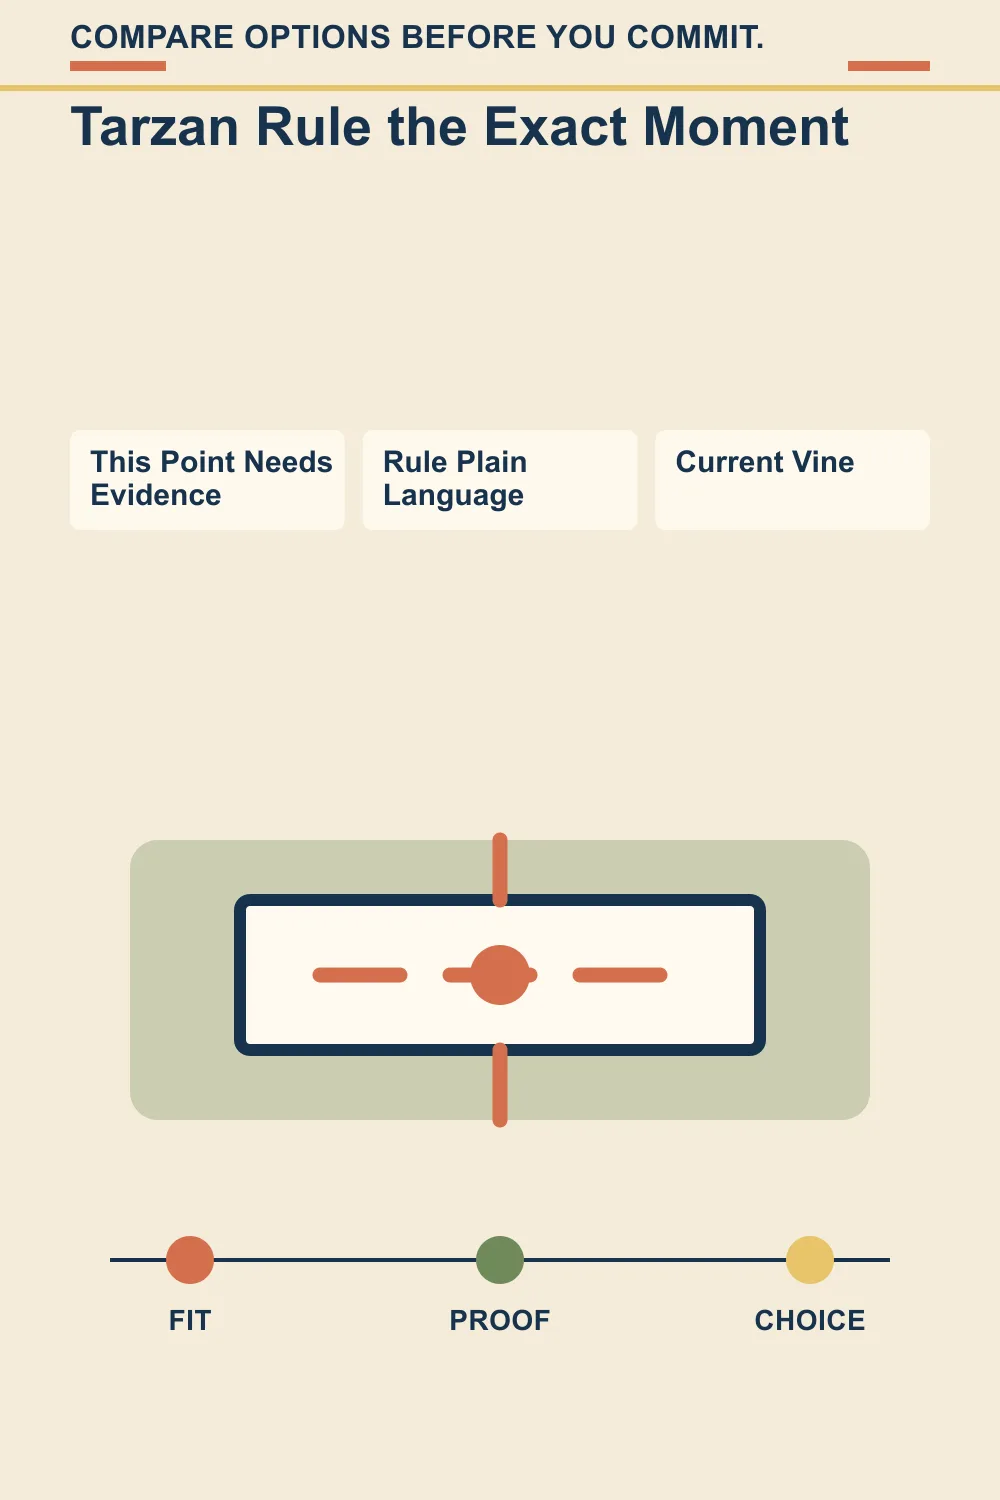 COMPARE OPTIONS BEFORE YOU COMMIT.
Tarzan Rule the Exact Moment
This Point Needs
Evidence
Rule Plain
Language
Current Vine
FIT
PROOF
CHOICE